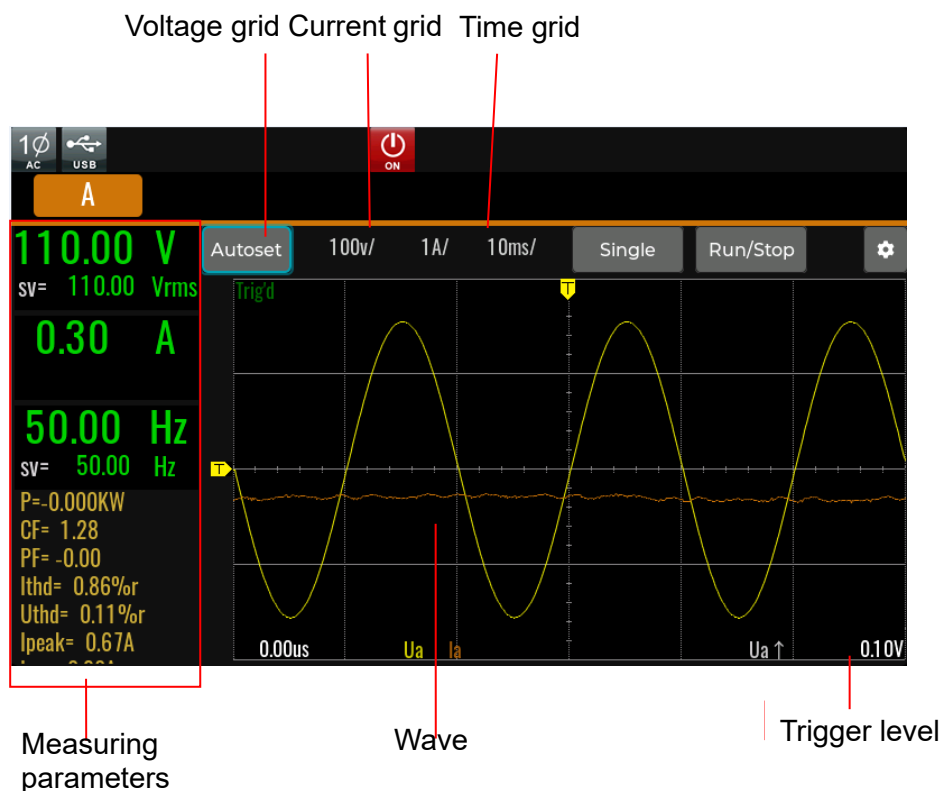 Voltage grid Current grid Time grid
1Ø
AC
USB
ON
A
110.00 V
sv= 110.00 Vrms
0.30 A
50.00 Hz
sv= 50.00 Hz
P=-0.000KW
CF= 1.28
PF= -0.00
Ithd= 0.86%r
Uthd= 0.11%r
Ipeak= 0.67A
Autoset 100v/ 1A/ 10ms/ Single Run/Stop
Trig'd
T
T
0.00us Ua Ia Ua ↑ 0.10V
Measuring
parameters
Wave
Trigger level